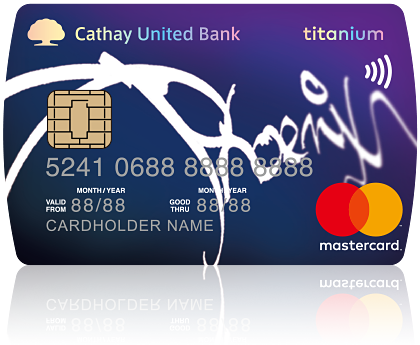 Cathay United Bank titanium
5241 0688 8888 8888
MONTH/YEAR MONTH/YEAR
VALID FROM 88/88 GOOD THRU 88/88
CARDHOLDER NAME
mastercard.